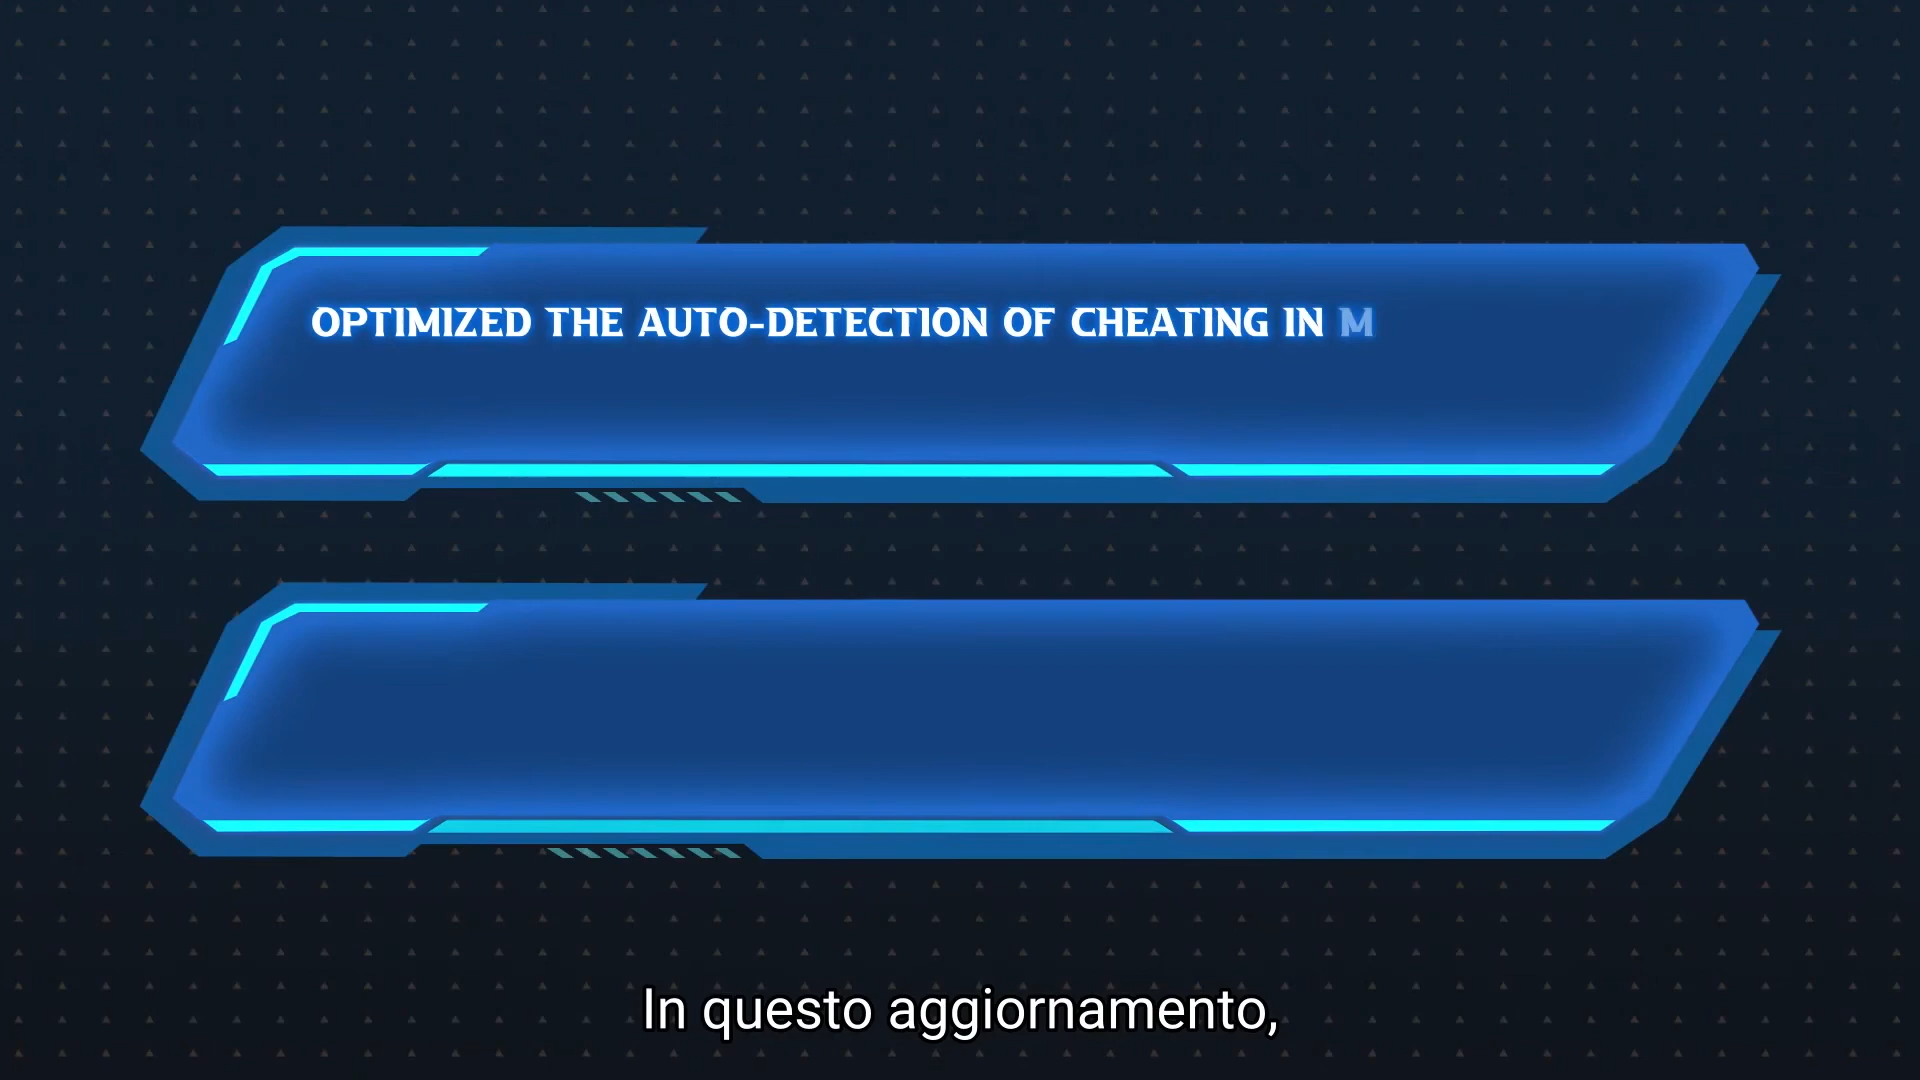 OPTIMIZED THE AUTO-DETECTION OF CHEATING IN M
In questo aggiornamento,